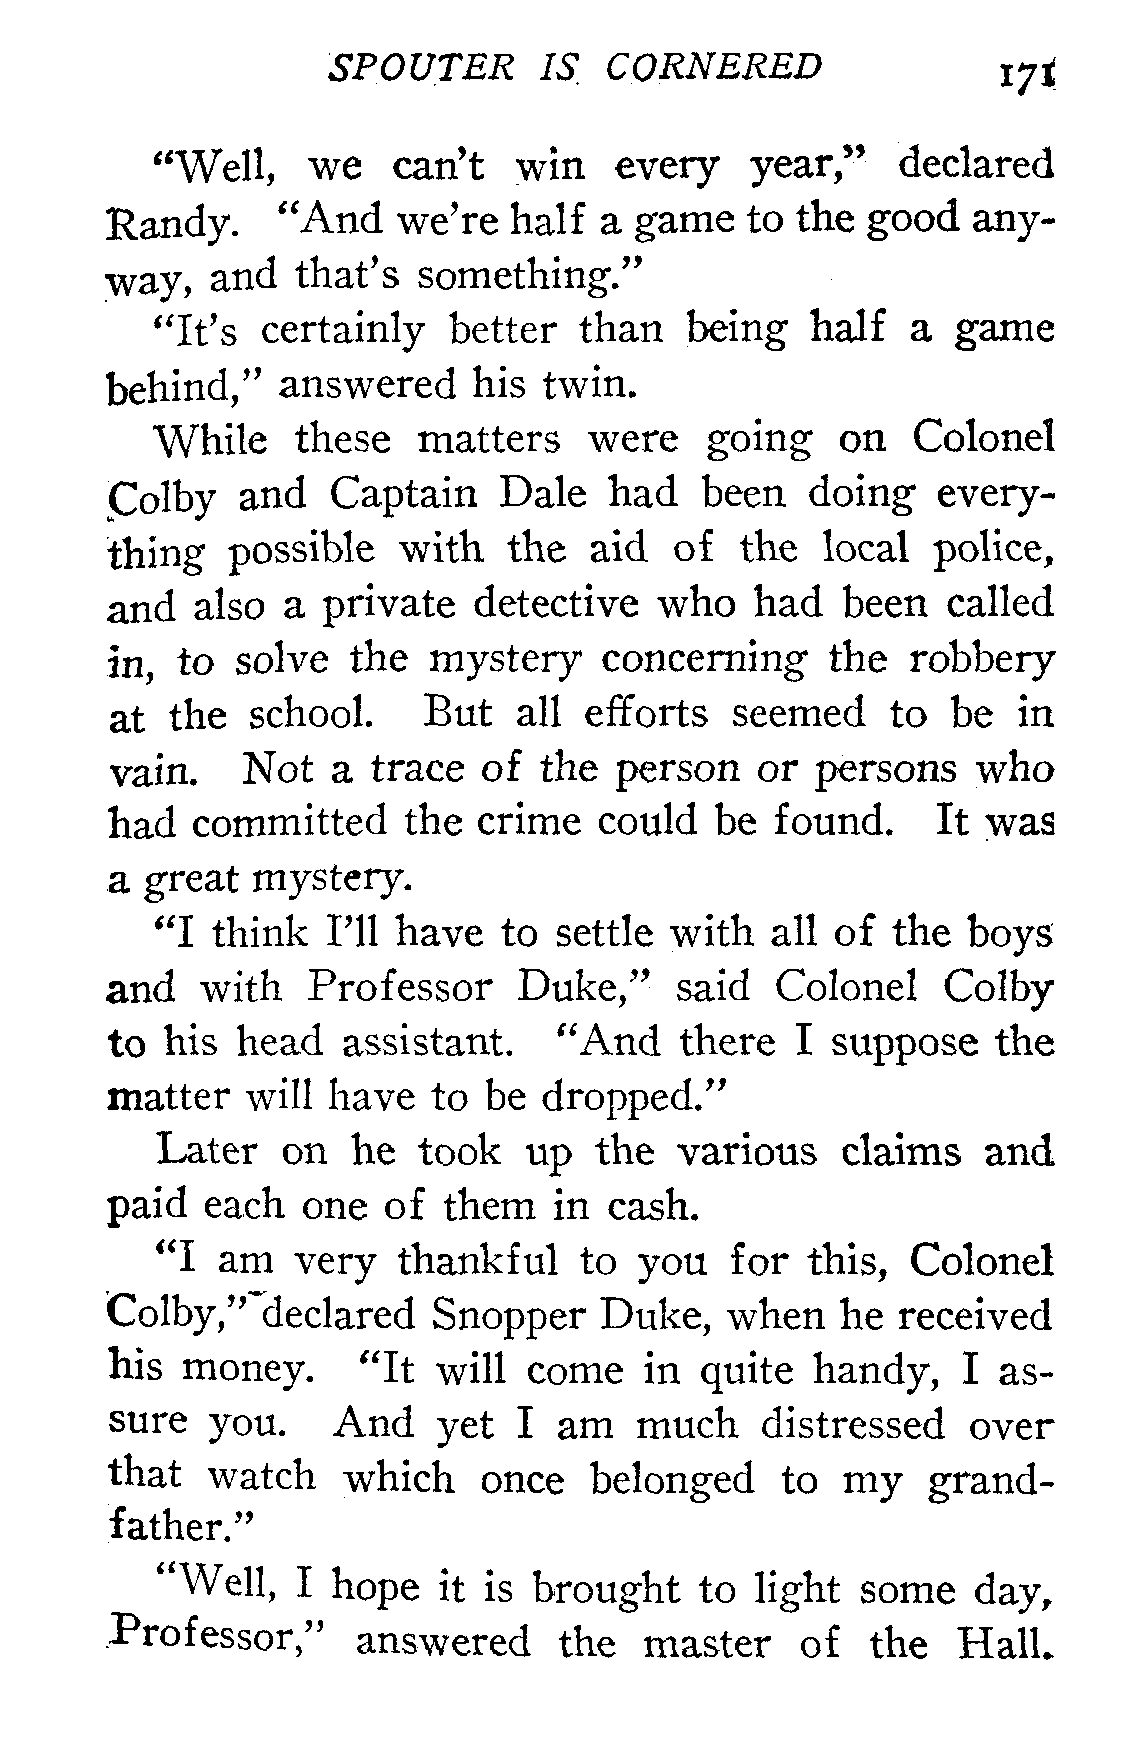 SPOUTER IS CORNERED 171
“Well, we can’t win every year,” declared
Randy. “And we’re half a game to the good any-
way, and that’s something.”
“It’s certainly better than being half a game
behind,” answered his twin.
While these matters were going on Colonel
Colby and Captain Dale had been doing every-
thing possible with the aid of the local police,
and also a private detective who had been called
in, to solve the mystery concerning the robbery
at the school. But all efforts seemed to be in
vain. Not a trace of the person or persons who
had committed the crime could be found. It was
a great mystery.
“I think I’ll have to settle with all of the boys
and with Professor Duke,” said Colonel Colby
to his head assistant. “And there I suppose the
matter will have to be dropped.”
Later on he took up the various claims and
paid each one of them in cash.
“I am very thankful to you for this, Colonel
Colby,” declared Snopper Duke, when he received
his money. “It will come in quite handy, I as-
sure you. And yet I am much distressed over
that watch which once belonged to my grand-
father.”
“Well, I hope it is brought to light some day,
Professor,” answered the master of the Hall.